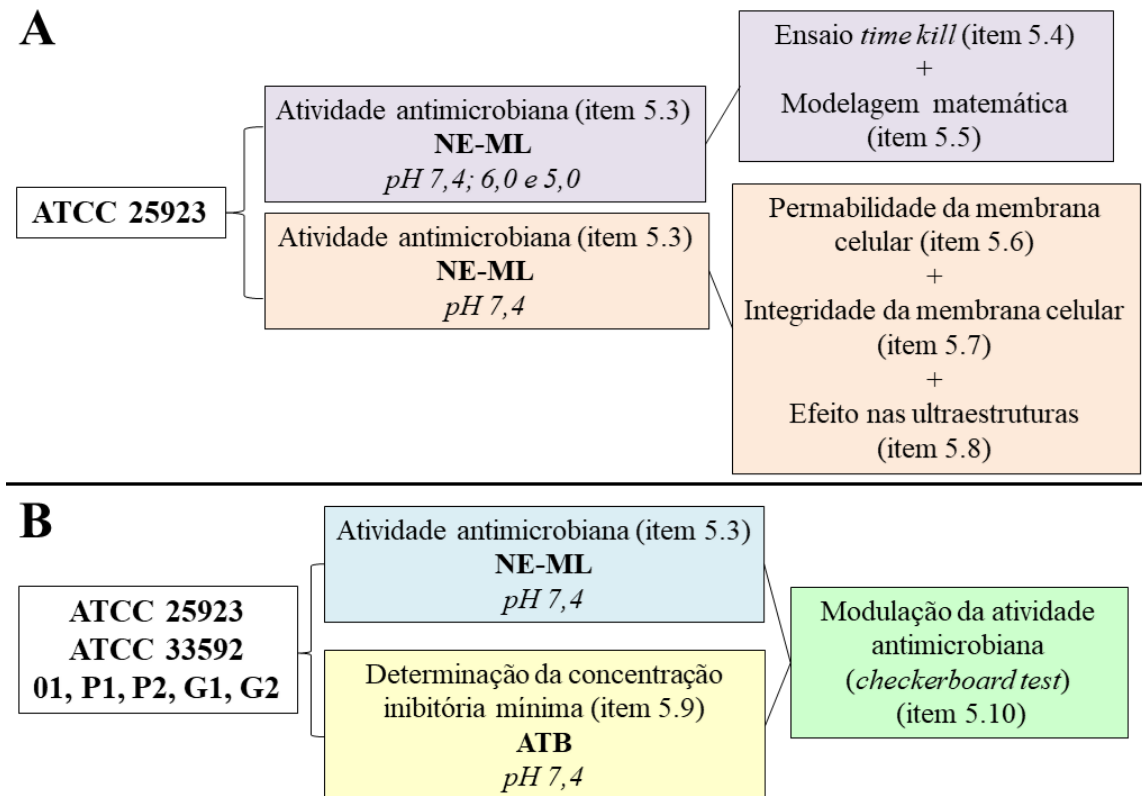 A
Ensaio time kill (item 5.4)
+
Modelagem matemática
(item 5.5)
Atividade antimicrobiana (item 5.3)
NE-ML
pH 7,4; 6,0 e 5,0
ATCC 25923
Atividade antimicrobiana (item 5.3)
NE-ML
pH 7,4
Permabilidade da membrana
celular (item 5.6)
+
Integridade da membrana celular
(item 5.7)
+
Efeito nas ultraestruturas
(item 5.8)
B
Atividade antimicrobiana (item 5.3)
NE-ML
pH 7,4
ATCC 25923
ATCC 33592
01, P1, P2, G1, G2
Determinação da concentração
inibitória mínima (item 5.9)
ATB
pH 7,4
Modulação da atividade
antimicrobiana
(checkerboard test)
(item 5.10)